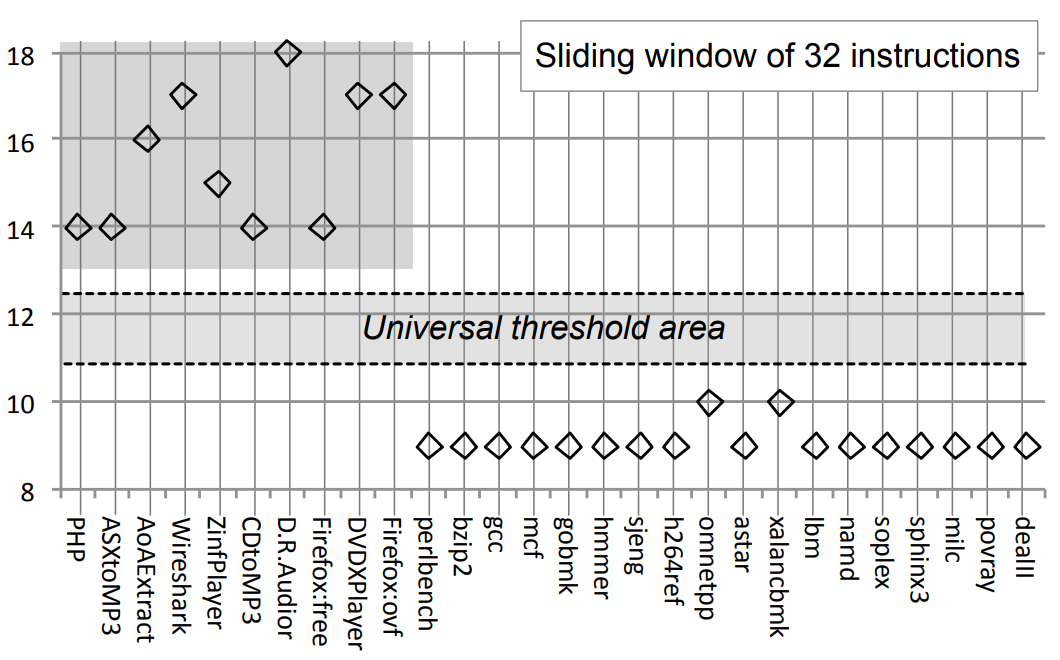 Sliding window of 32 instructions
18
16
14
12
10
8
Universal threshold area
PHP
ASXtoMP3
AoAExtract
Wireshark
ZinfPlayer
CDtoMP3
D.R.Audior
Firefox:free
DVDXPlayer
Firefox:ovf
perlbench
bzip2
gcc
mcf
gobmk
hmmer
sjeng
h264ref
omnetpp
astar
xalancbmk
lbm
namd
soplex
sphinx3
milc
povray
dealII